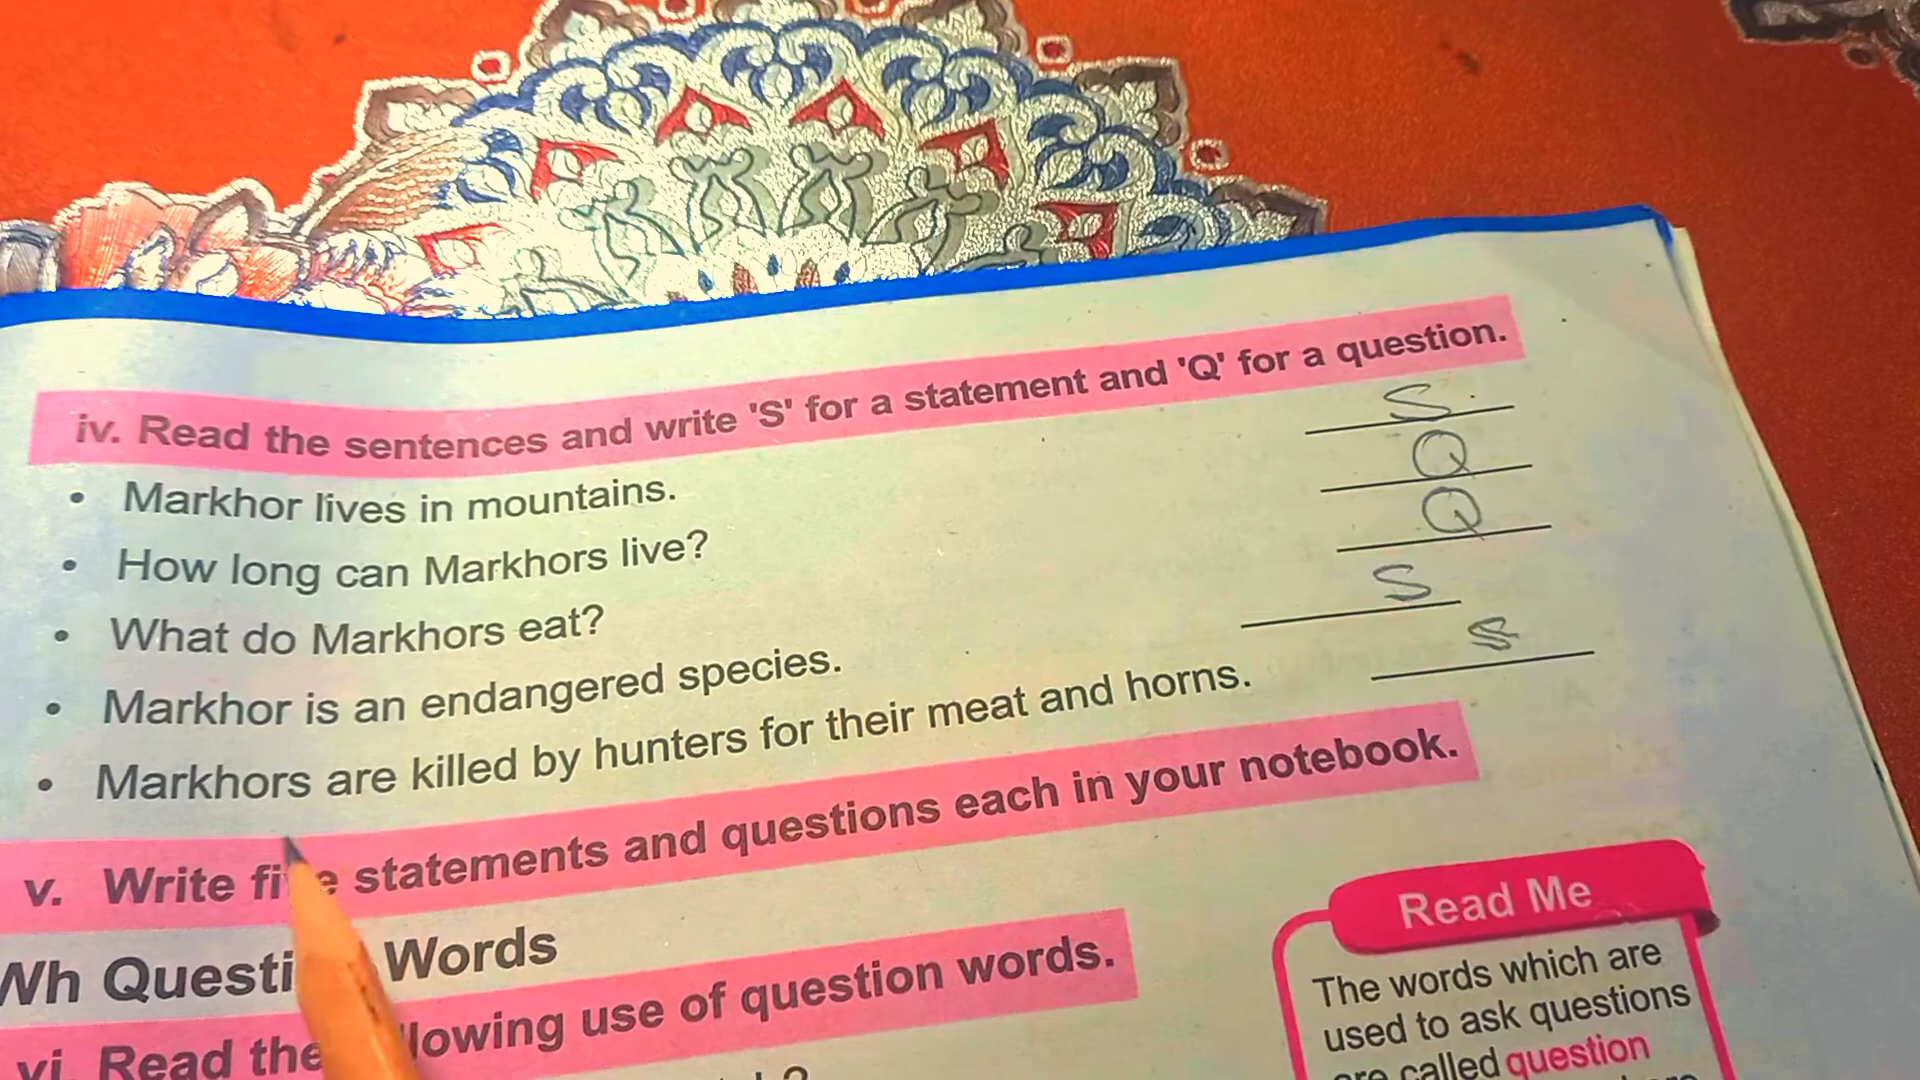 iv. Read the sentences and write 'S' for a statement and 'Q' for a question.
• Markhor lives in mountains. S
• How long can Markhors live? Q
• What do Markhors eat? Q
• Markhor is an endangered species. S
• Markhors are killed by hunters for their meat and horns. S
v. Write fi e statements and questions each in your notebook.
Wh Questi Words
vi. Read the llowing use of question words.
Read Me
The words which are
used to ask questions
are called question